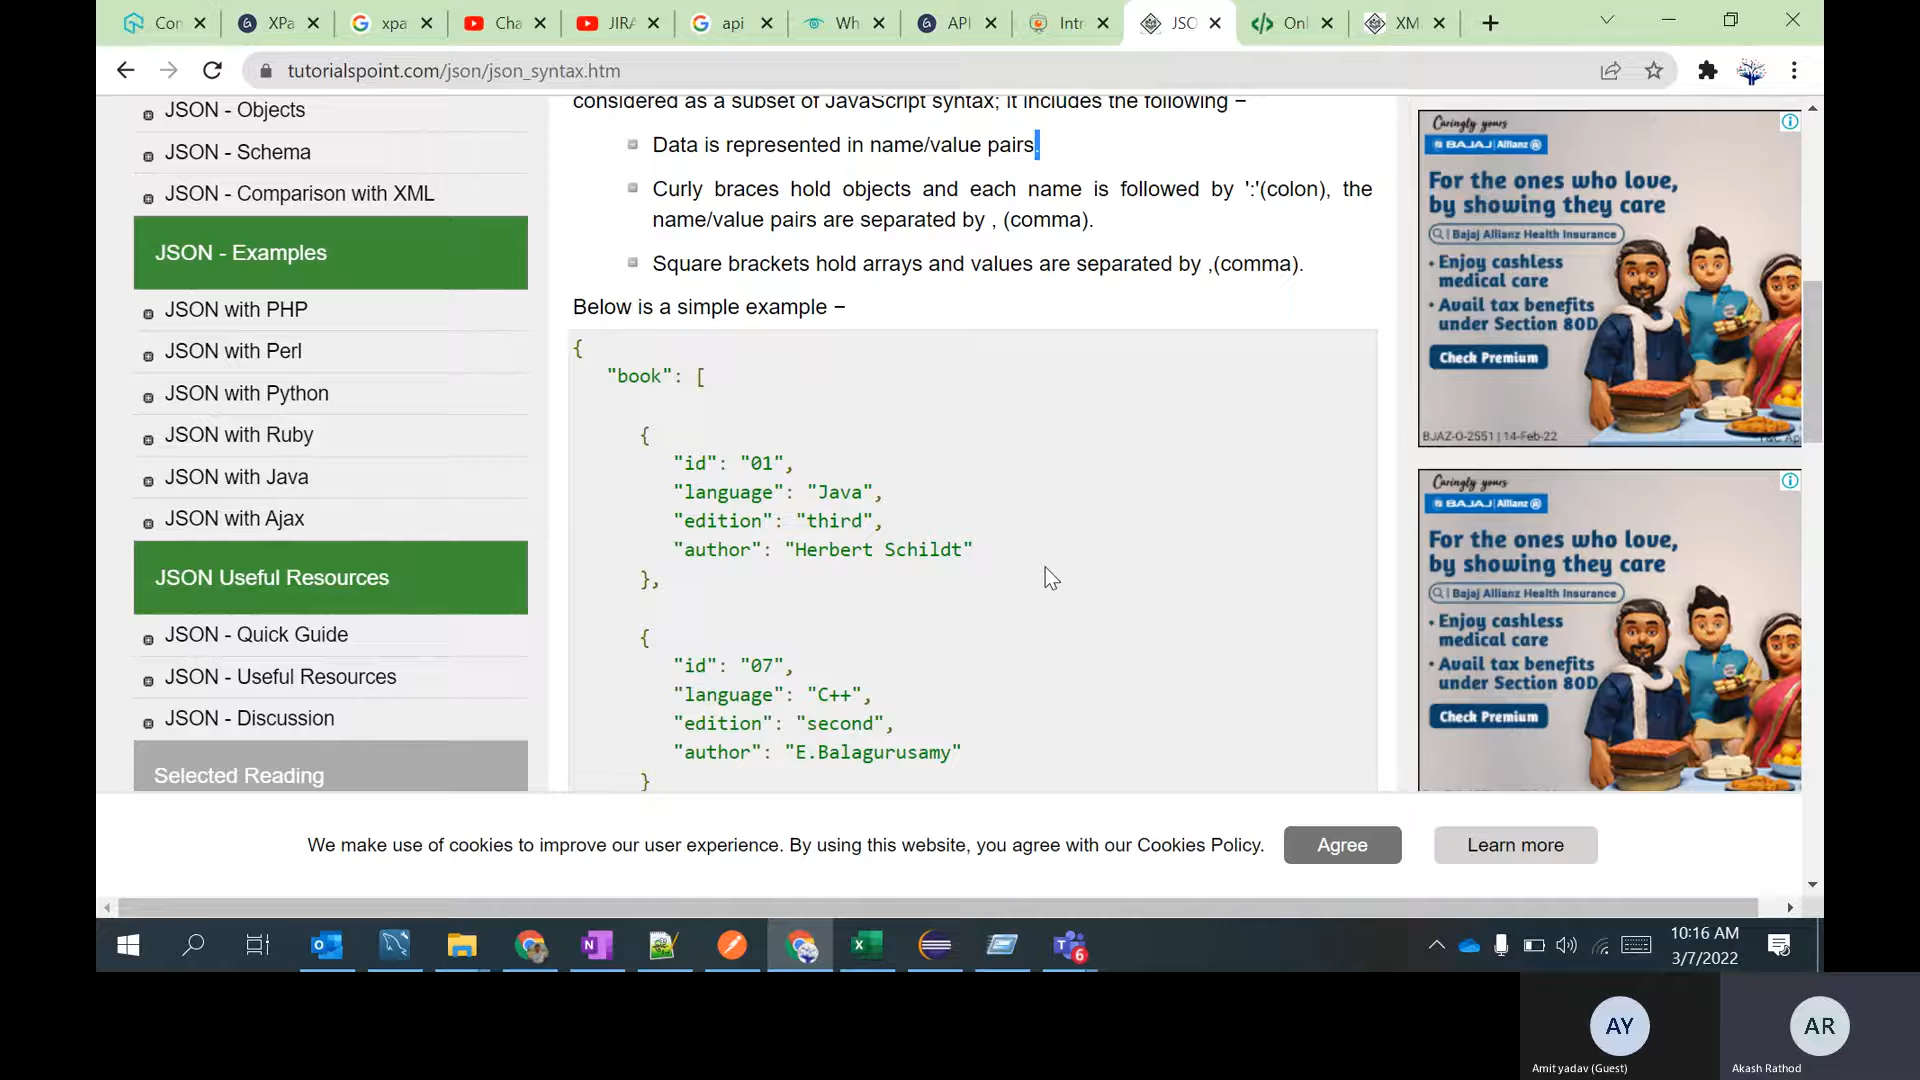 Con
XPa
xpa
Cha
JIRA
api
Wh
API
Intr
JSO
Onl
XM
tutorialspoint.com/json/json_syntax.htm
JSON - Objects
JSON - Schema
JSON - Comparison with XML
JSON - Examples
JSON with PHP
JSON with Perl
JSON with Python
JSON with Ruby
JSON with Java
JSON with Ajax
JSON Useful Resources
JSON - Quick Guide
JSON - Useful Resources
JSON - Discussion
Selected Reading
considered as a subset of JavaScript syntax; it includes the following −
Data is represented in name/value pairs.
Curly braces hold objects and each name is followed by ':'(colon), the
name/value pairs are separated by , (comma).
Square brackets hold arrays and values are separated by ,(comma).
Below is a simple example −
{
"book": [
{
"id": "01",
"language": "Java",
"edition": "third",
"author": "Herbert Schildt"
},
{
"id": "07",
"language": "C++",
"edition": "second",
"author": "E.Balagurusamy"
}
Caringly yours
BAJAJ Allianz
For the ones who love,
by showing they care
Bajaj Allianz Health Insurance
• Enjoy cashless
medical care
• Avail tax benefits
under Section 80D
Check Premium
BJAZ-O-2551 | 14-Feb-22
T&C Ap
Caringly yours
BAJAJ Allianz
For the ones who love,
by showing they care
Bajaj Allianz Health Insurance
• Enjoy cashless
medical care
• Avail tax benefits
under Section 80D
Check Premium
We make use of cookies to improve our user experience. By using this website, you agree with our Cookies Policy.
Agree
Learn more
10:16 AM
3/7/2022
6
AY
AR
Amit yadav (Guest)
Akash Rathod